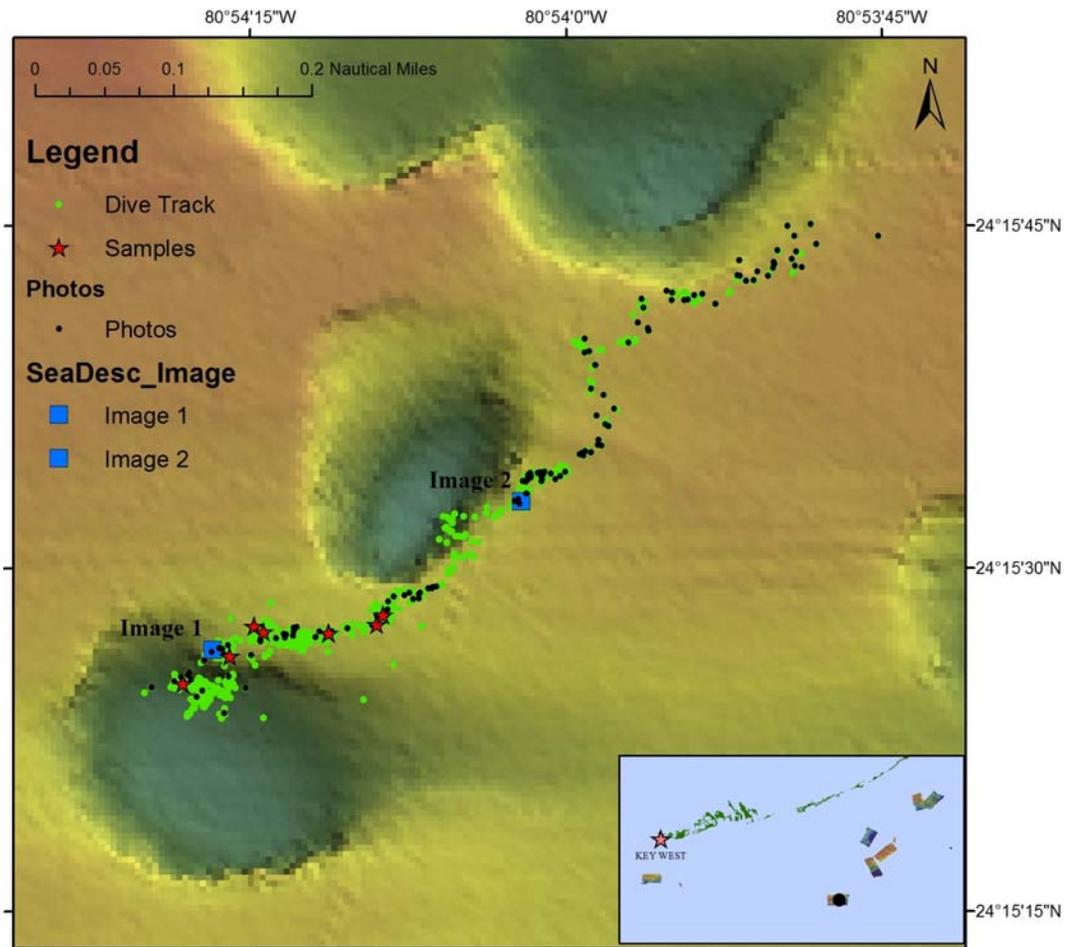 80°54'15"W 80°54'0"W 80°53'45"W
0 0.05 0.1 0.2 Nautical Miles
N
Legend
Dive Track
Samples
Photos
Photos
SeaDesc_Image
Image 1
Image 2
24°15'45"N
Image 2
24°15'30"N
Image 1
KEY WEST
24°15'15"N